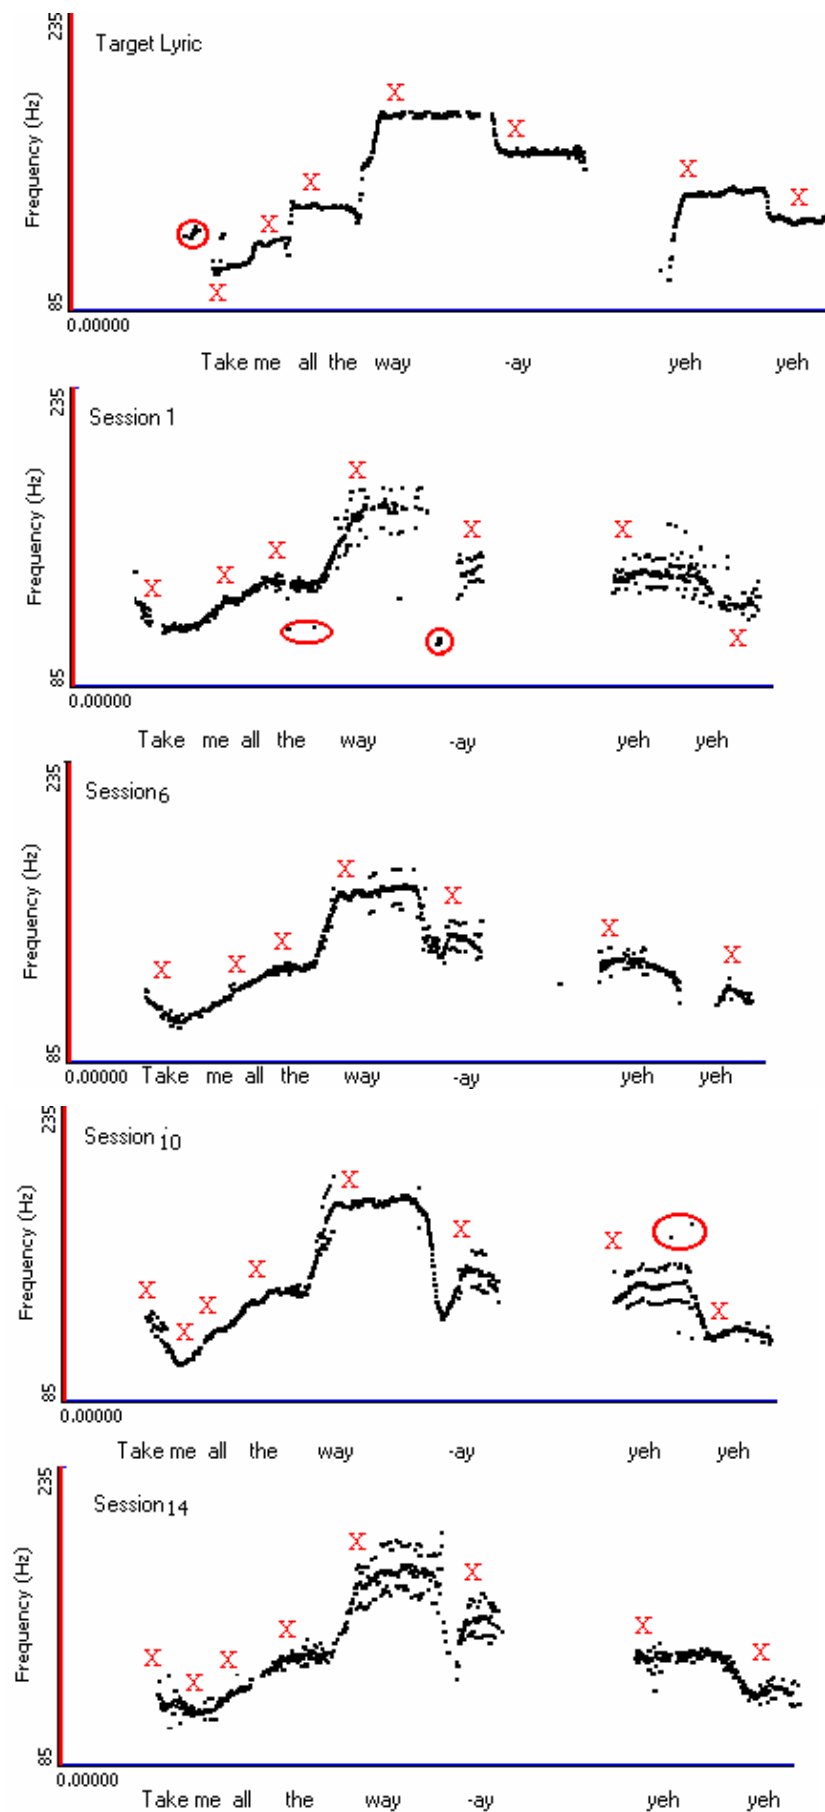 235
Target Lyric
X
X
X
X
X
X
X
Frequency (Hz)
85
0.00000
Take me all the way -ay yeh yeh
235
Session 1
X
X
X
X
X
X
X
Frequency (Hz)
85
0.00000
Take me all the way -ay yeh yeh
235
Session 6
X
X
X
X
X
X
X
Frequency (Hz)
85
0.00000 Take me all the way -ay yeh yeh
235
Session 10
X
X
X
X
X
X
X
X
Frequency (Hz)
85
0.00000
Take me all the way -ay yeh yeh
235
Session 14
X
X
X
X
X
X
X
X
Frequency (Hz)
85
0.00000
Take me all the way -ay yeh yeh